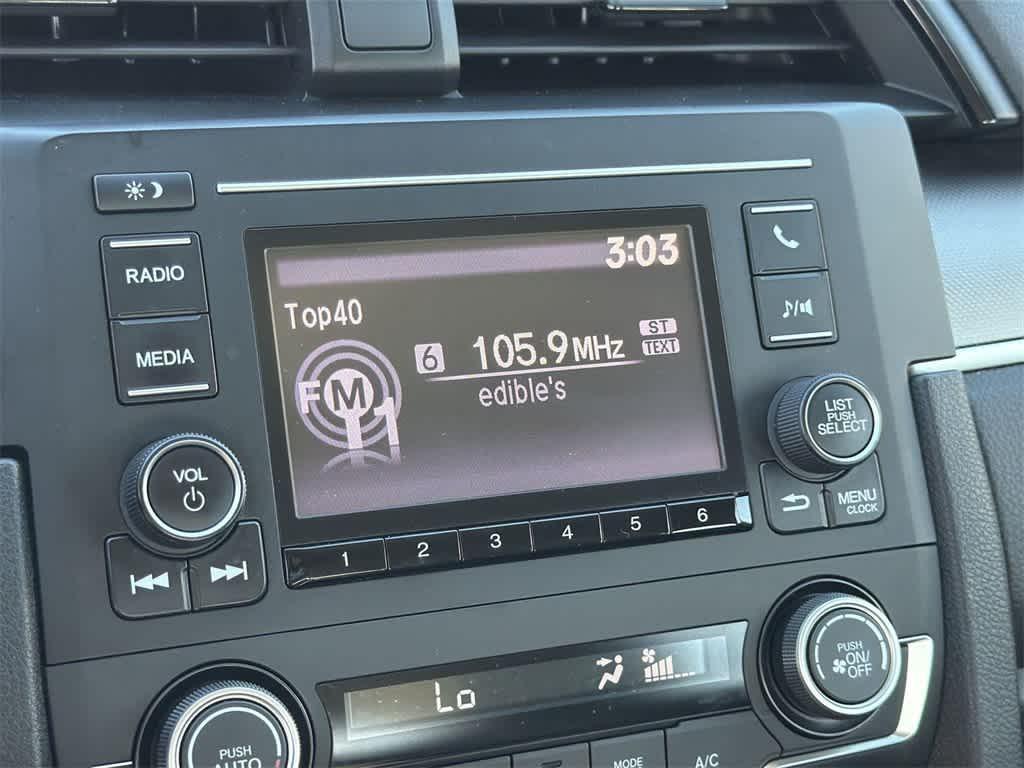 3:03
RADIO
Top40
ST
6 105.9MHz
TEXT
MEDIA
edible's
FM
1
LIST
PUSH
SELECT
VOL
MENU
CLOCK
1 2 3 4 5 6
PUSH
ON/
OFF
Lo
PUSH
AUTO
MODE
A/C